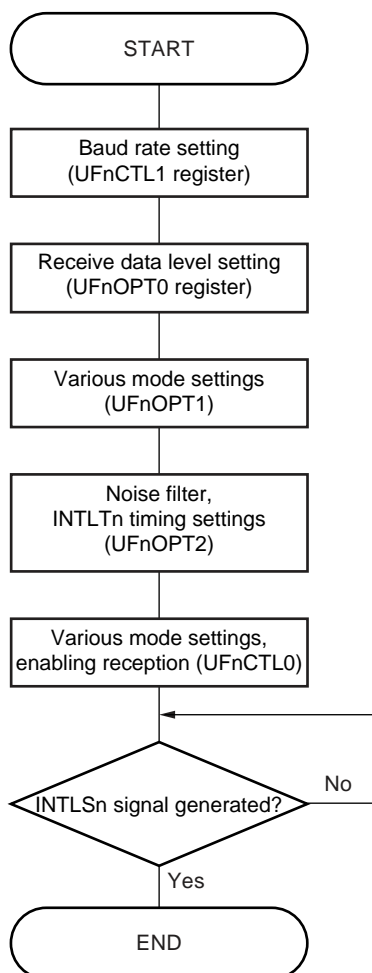 START
Baud rate setting
(UFnCTL1 register)
Receive data level setting
(UFnOPT0 register)
Various mode settings
(UFnOPT1)
Noise filter,
INTLTn timing settings
(UFnOPT2)
Various mode settings,
enabling reception (UFnCTL0)
INTLSn signal generated?
No
Yes
END